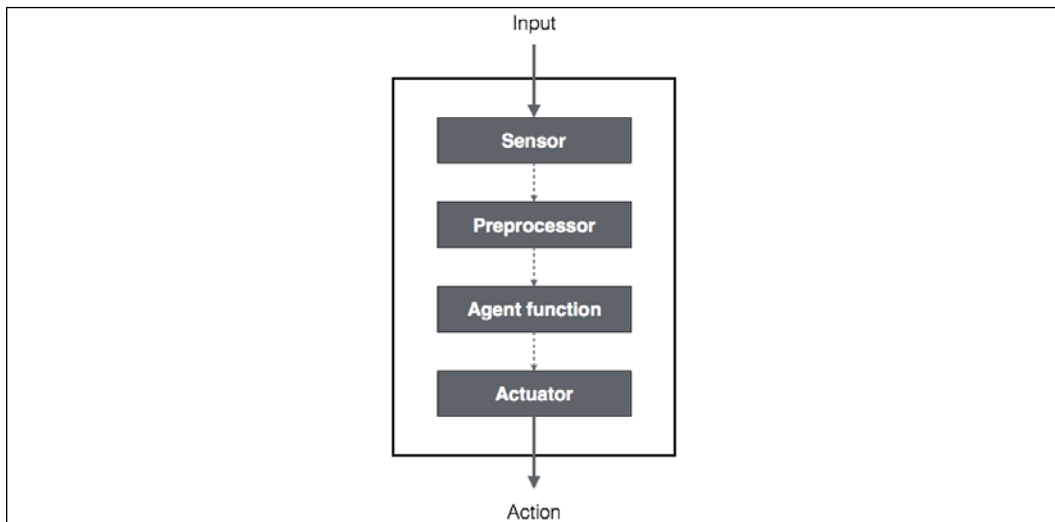 Input
Sensor
Preprocessor
Agent function
Actuator
Action